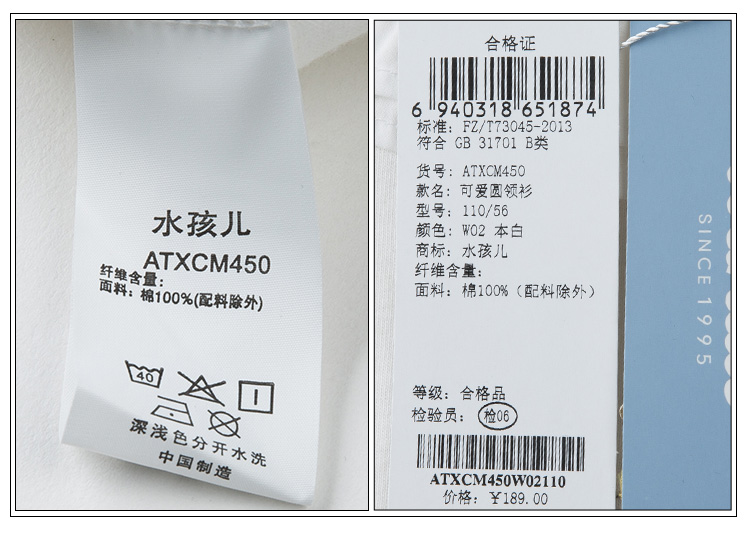 水孩儿
ATXCM450
纤维含量:
面料: 棉100%(配料除外)
40
深浅色分开水洗
中国制造
合格证
6 940318 651874
标准: FZ/T73045-2013
符合 GB 31701 B类
货号: ATXCM450
款名: 可爱圆领衫
型号: 110/56
颜色: W02 本白
商标: 水孩儿
纤维含量:
面料: 棉100%（配料除外）
等级: 合格品
检验员: 检06
ATXCM450W02110
价格: ¥189.00
SINCE 1995